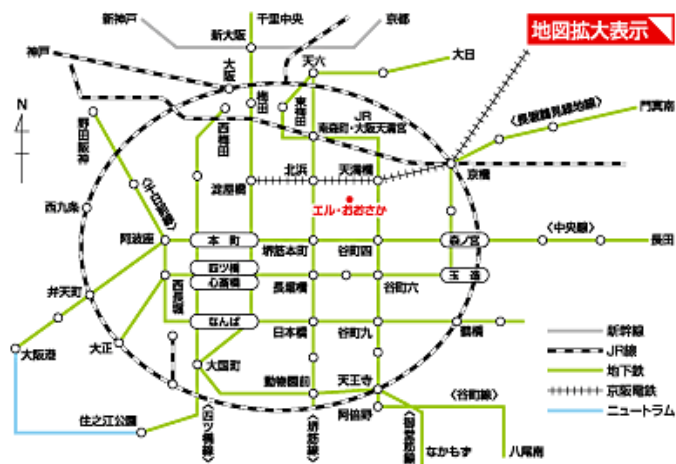 新神戸
千里中央
京都
地図拡大表示
神戸
新大阪
大阪
天六
大日
N
梅田
東梅田
JR
南森町・大阪天満宮
〈長堀鶴見緑地線〉
門真南
野田阪神
西梅田
京橋
淀屋橋
北浜
天満橋
西九条
〈千日前線〉
エル・おおさか
阿波座
本町
堺筋本町
谷町四
森ノ宮
〈中央線〉
長田
四ツ橋
心斎橋
長堀橋
谷町六
玉造
弁天町
西長堀
なんば
日本橋
谷町九
鶴橋
大正
大阪港
大国町
動物園前
天王寺
新幹線
JR線
地下鉄
京阪電鉄
ニュートラム
住之江公園
〈四ツ橋線〉
〈堺筋線〉
阿倍野
〈谷町線〉
〈御堂筋線〉
なかもず
八尾南